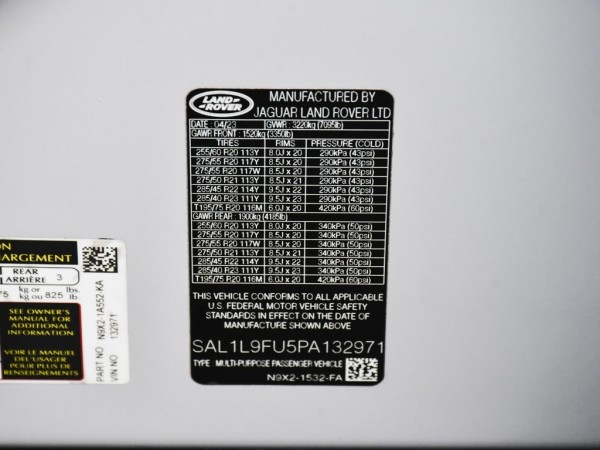 LAND ROVER
MANUFACTURED BY
JAGUAR LAND ROVER LTD
DATE : 04/23 GVWR : 3220kg (7095lb)
GAWR FRONT : 1520kg (3350lb)
TIRES RIMS PRESSURE (COLD)
255/60 R20 113Y 8.0J x 20 290kPa (43psi)
275/55 R20 117Y 8.5J x 20 290kPa (43psi)
275/55 R20 117W 8.5J x 20 290kPa (43psi)
275/50 R21 113Y 8.5J x 21 290kPa (43psi)
285/45 R22 114Y 9.5J x 22 290kPa (43psi)
285/40 R23 111Y 9.5J x 23 290kPa (43psi)
T195/75 R20 116M 6.0J x 20 420kPa (60psi)
GAWR REAR : 1900kg (4185lb)
255/60 R20 113Y 8.0J x 20 340kPa (50psi)
275/55 R20 117Y 8.5J x 20 340kPa (50psi)
275/55 R20 117W 8.5J x 20 340kPa (50psi)
275/50 R21 113Y 8.5J x 21 340kPa (50psi)
285/45 R22 114Y 9.5J x 22 340kPa (50psi)
285/40 R23 111Y 9.5J x 23 340kPa (50psi)
T195/75 R20 116M 6.0J x 20 420kPa (60psi)
THIS VEHICLE CONFORMS TO ALL APPLICABLE
U.S. FEDERAL MOTOR VEHICLE SAFETY
STANDARDS IN EFFECT ON THE DATE OF
MANUFACTURE SHOWN ABOVE
SAL1L9FU5PA132971
TYPE : MULTI-PURPOSE PASSENGER VEHICLE
N9X2-1532-FA
ON
HARGEMENT
REAR
ARRIÈRE 3
75 kg or
kg ou 825 lbs.
lb.
SEE OWNER'S
MANUAL FOR
ADDITIONAL
INFORMATION
VOIR LE MANUEL
DE L'USAGER
POUR PLUS DE
RENSEIGNEMENTS
PART NO N9X2-1A552-KA
VIN NO 132971